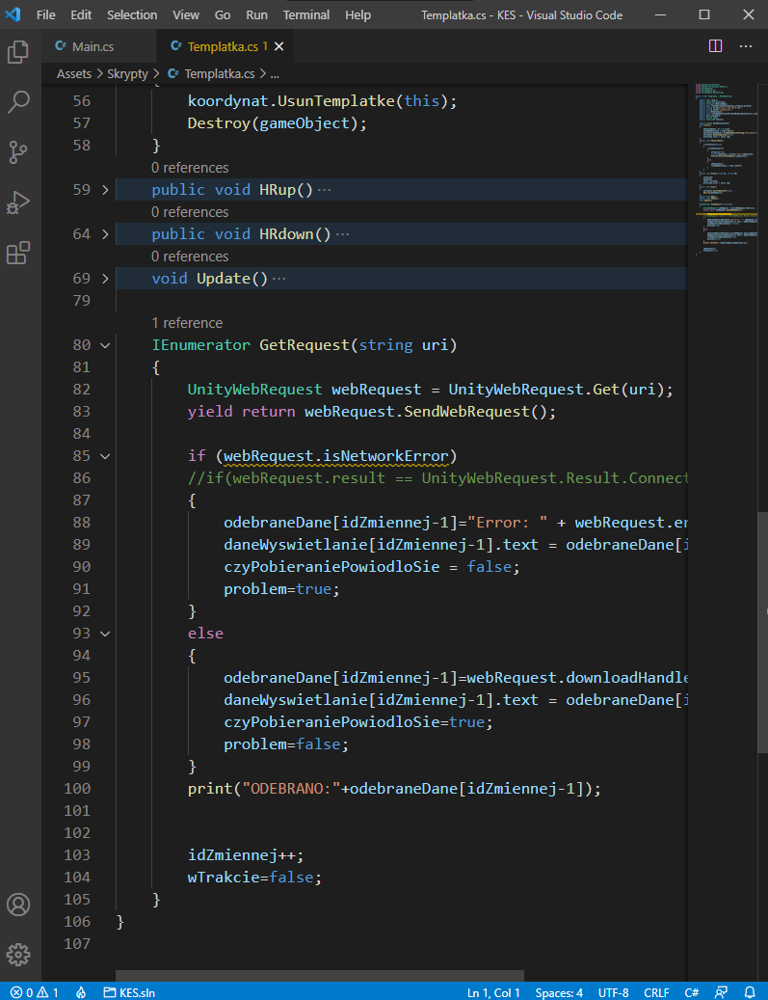 File Edit Selection View Go Run Terminal Help Templatka.cs - KES - Visual Studio Code
Main.cs Templatka.cs 1
Assets > Skrypty > Templatka.cs > ...
56 koordynat.UsunTemplatke(this);
57 Destroy(gameObject);
58 }
0 references
59 public void HRup() ...
0 references
64 public void HRdown() ...
0 references
69 void Update() ...
79
1 reference
80 IEnumerator GetRequest(string uri)
81 {
82 UnityWebRequest webRequest = UnityWebRequest.Get(uri);
83 yield return webRequest.SendWebRequest();
84
85 if (webRequest.isNetworkError)
86 //if(webRequest.result == UnityWebRequest.Result.Connect
87 {
88 odebraneDane[idZmiennej-1]="Error: " + webRequest.er
89 daneWyswietlanie[idZmiennej-1].text = odebraneDane[i
90 czyPobieraniePowiodloSie = false;
91 problem=true;
92 }
93 else
94 {
95 odebraneDane[idZmiennej-1]=webRequest.downloadHandle
96 daneWyswietlanie[idZmiennej-1].text = odebraneDane[i
97 czyPobieraniePowiodloSie=true;
98 problem=false;
99 }
100 print("ODEBRANO:"+odebraneDane[idZmiennej-1]);
101
102
103 idZmiennej++;
104 wTrakcie=false;
105 }
106 }
107
0 1 KES.sln Ln 1, Col 1 Spaces: 4 UTF-8 CRLF C#